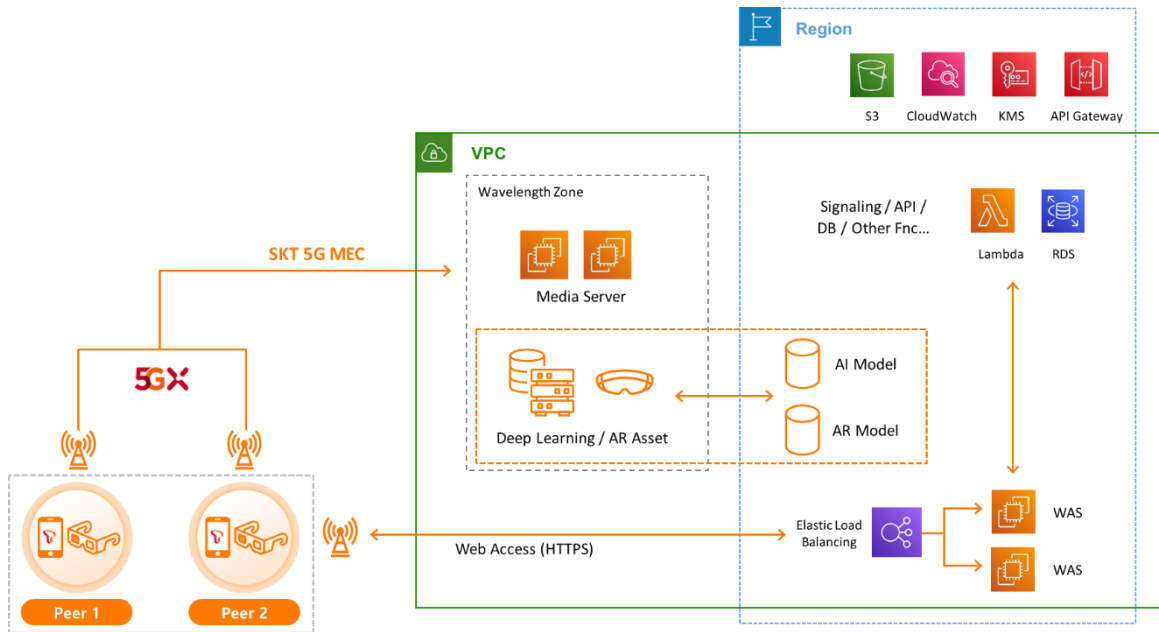 Region
S3
CloudWatch
KMS
API Gateway
VPC
Wavelength Zone
Signaling / API /
DB / Other Fnc...
Lambda
RDS
SKT 5G MEC
Media Server
5GX
AI Model
AR Model
Deep Learning / AR Asset
Elastic Load
Balancing
WAS
WAS
Web Access (HTTPS)
Peer 1
Peer 2